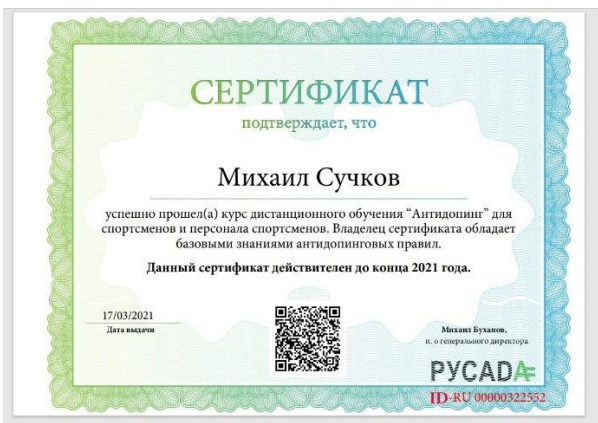 СЕРТИФИКАТ
подтверждает, что
Михаил Сучков
успешно прошел(а) курс дистанционного обучения “Антидопинг” для
спортсменов и персонала спортсменов. Владелец сертификата обладает
базовыми знаниями антидопинговых правил.
Данный сертификат действителен до конца 2021 года.
17/03/2021
Дата выдачи
Михаил Буханов,
и. о генерального директора
РУСАДА
ID-RU 00000322552